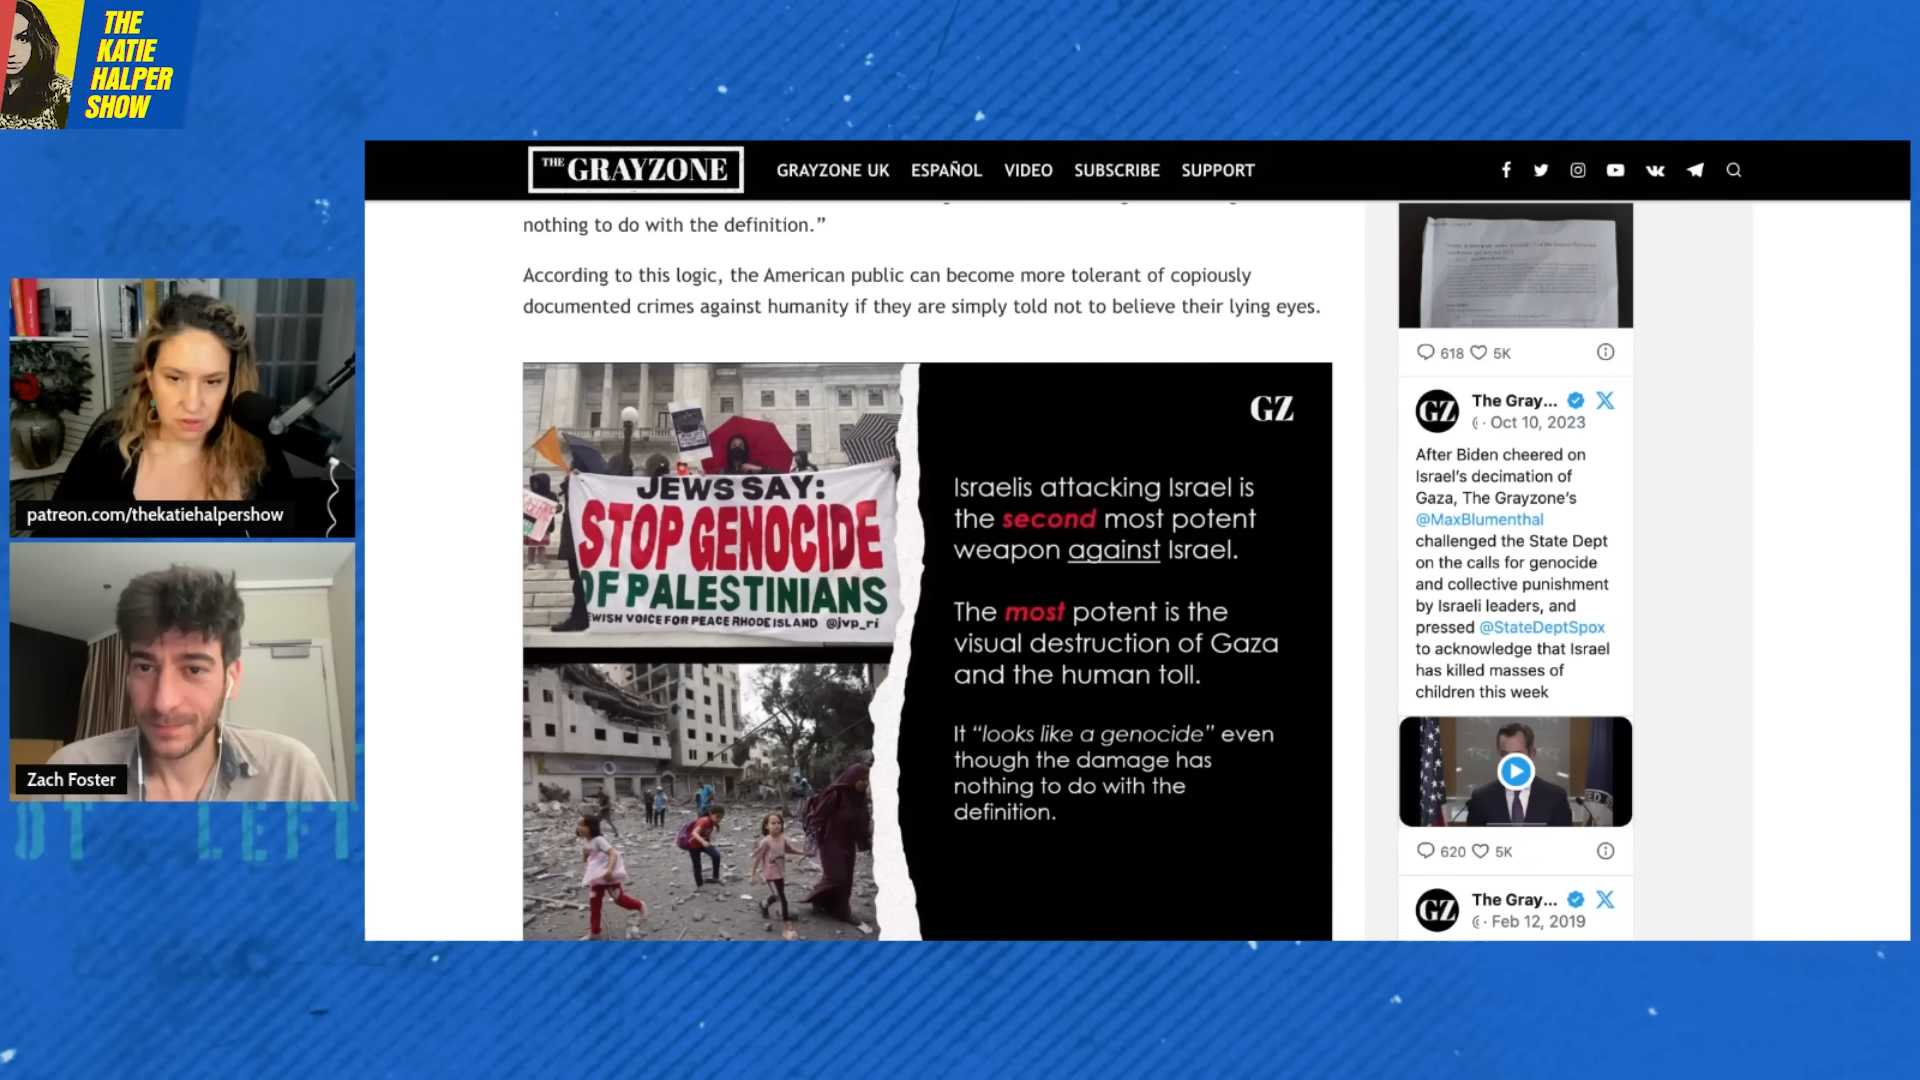 THE
KATIE
HALPER
SHOW
THE GRAYZONE
GRAYZONE UK
ESPAÑOL
VIDEO
SUBSCRIBE
SUPPORT
nothing to do with the definition.”
According to this logic, the American public can become more tolerant of copiously
documented crimes against humanity if they are simply told not to believe their lying eyes.
JEWS SAY:
STOP GENOCIDE
OF PALESTINIANS
EWISH VOICE FOR PEACE RHODE ISLAND @jvp_ri
GZ
Israelis attacking Israel is
the second most potent
weapon against Israel.
The most potent is the
visual destruction of Gaza
and the human toll.
It “looks like a genocide” even
though the damage has
nothing to do with the
definition.
618
5K
GZ
The Gray...
· Oct 10, 2023
After Biden cheered on
Israel’s decimation of
Gaza, The Grayzone’s
@MaxBlumenthal
challenged the State Dept
on the calls for genocide
and collective punishment
by Israeli leaders, and
pressed @StateDeptSpox
to acknowledge that Israel
has killed masses of
children this week
620
5K
GZ
The Gray...
· Feb 12, 2019
patreon.com/thekatiehalpershow
Zach Foster
LEFT